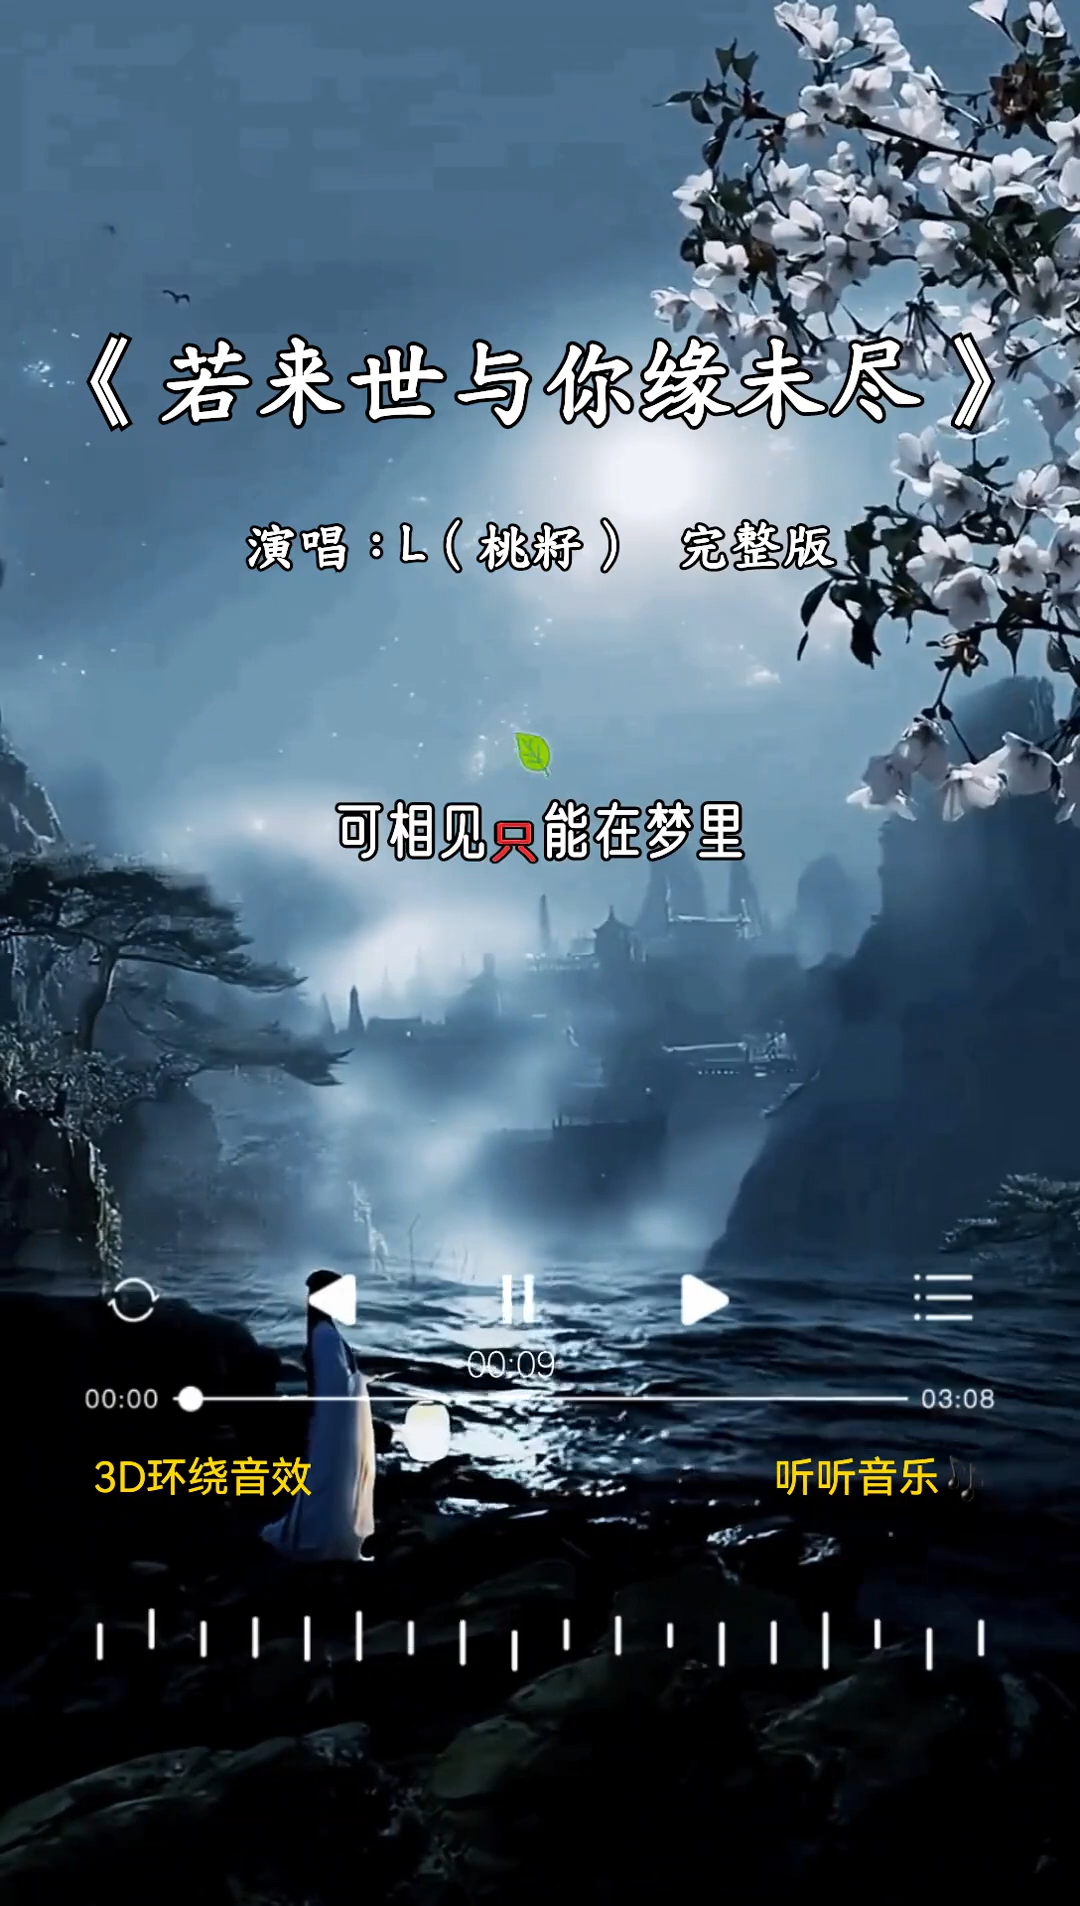 《若来世与你缘未尽》
演唱：L（桃籽） 完整版
可相见只能在梦里
00:09
00:00 03:08
3D环绕音效 听听音乐